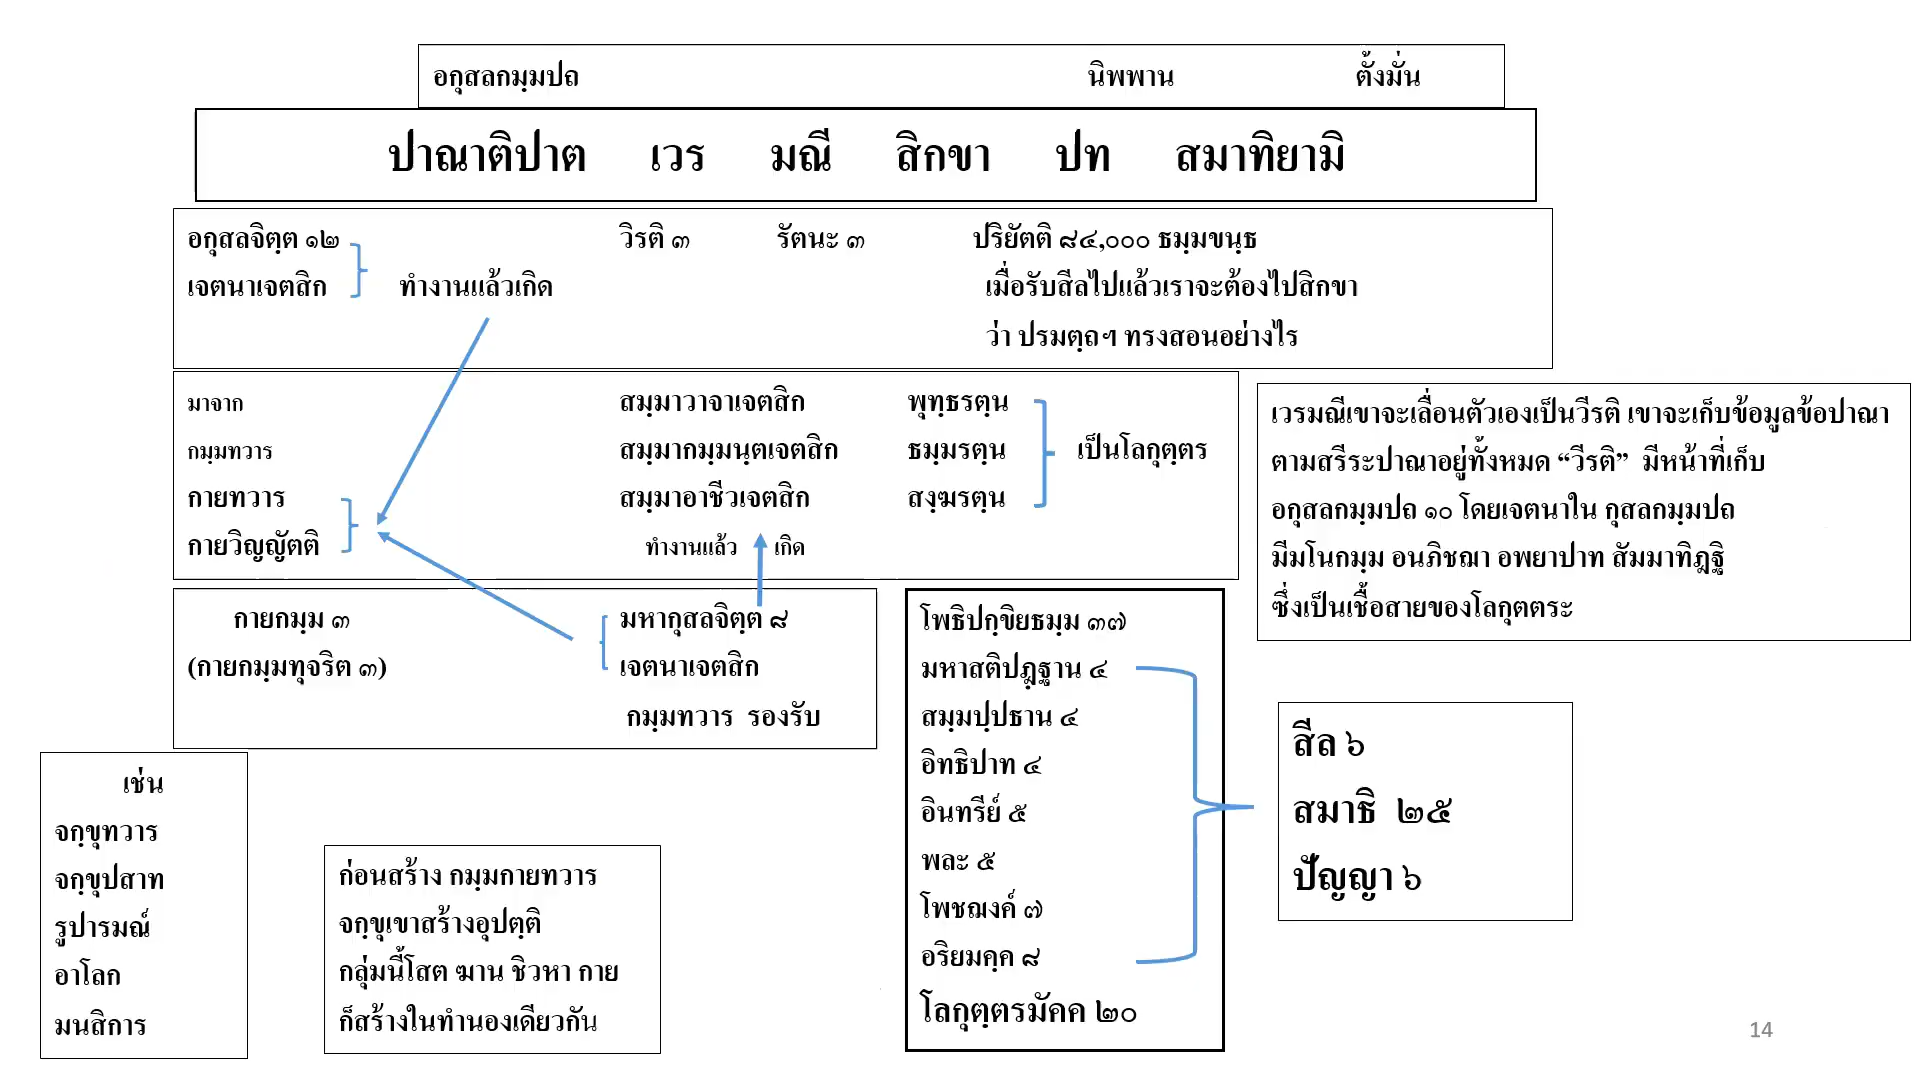 อกุสลกมฺมปถ นิพพาน ตั้งมั่น
ปาณาติปาต เวร มณี สิกขา ปท สมาทิยามิ
อกุสลจิตฺต ๑๒ วิรติ ๓ รัตนะ ๓ ปริยัตติ ๘๔,๐๐๐ ธมฺมขนฺธ
เจตนาเจตสิก ทำงานแล้วเกิด เมื่อรับสีลไปแล้วเราจะต้องไปสิกขา
ว่า ปรมตฺถฯ ทรงสอนอย่างไร
มาจาก สมฺมาวาจาเจตสิก พุทฺธรตฺน
กมฺมทวาร สมฺมากมฺมนฺตเจตสิก ธมฺมรตฺน เป็นโลกุตฺตร
กายทวาร สมฺมาอาชีวเจตสิก สงฺฆรตฺน
กายวิญญัตติ ทำงานแล้ว เกิด
เวรมณีเขาจะเลื่อนตัวเองเป็นวีรติ เขาจะเก็บข้อมูลข้อปาณา
ตามสรีระปาณาอยู่ทั้งหมด “วีรติ” มีหน้าที่เก็บ
อกุสลกมฺมปถ ๑๐ โดยเจตนาใน กุสลกมฺมปถ
มีมโนกมฺม อนภิชฌา อพยาปาท สัมมาทิฏฐิ
ซึ่งเป็นเชื้อสายของโลกุตตระ
กายกมฺม ๓ มหากุสลจิตฺต ๘
(กายกมฺมทุจริต ๓) เจตนาเจตสิก
กมฺมทวาร รองรับ
โพธิปกฺขิยธมฺม ๓๗
มหาสติปฏฺฐาน ๔
สมฺมปฺปธาน ๔
อิทธิปาท ๔
อินทรีย์ ๕
พละ ๕
โพชฌงค์ ๗
อริยมคฺค ๘
โลกุตฺตรมัคค ๒๐
สีล ๖
สมาธิ ๒๕
ปัญญา ๖
เช่น
จกฺขุทวาร
จกฺขุปสาท
รูปารมณ์
อาโลก
มนสิการ
ก่อนสร้าง กมฺมกายทวาร
จกฺขุเขาสร้างอุปตฺติ
กลุ่มนี้โสต ฆาน ชิวหา กาย
ก็สร้างในทำนองเดียวกัน
14